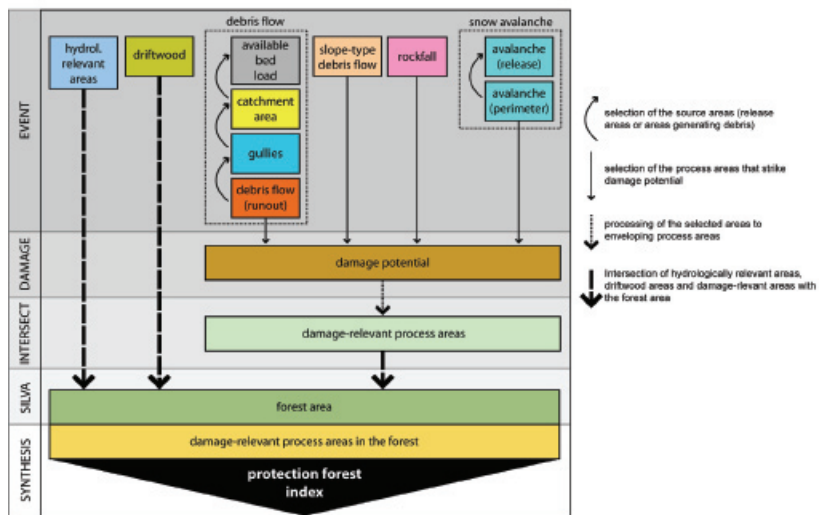 debris flow
snow avalanche
hydrol.
relevant
areas
driftwood
available
bed
load
slope-type
debris flow
rockfall
avalanche
(release)
catchment
area
avalanche
(perimeter)
gullies
debris flow
(runout)
EVENT
DAMAGE
damage potential
INTERSECT
damage-relevant process areas
SILVA
forest area
SYNTHESIS
damage-relevant process areas in the forest
protection forest
index
selection of the source areas (release
areas or areas generating debris)
selection of the process areas that strike
damage potential
processing of the selected areas to
enveloping process areas
Intersection of hydrologically relevant areas,
driftwood areas and damage-relevant areas with
the forest area